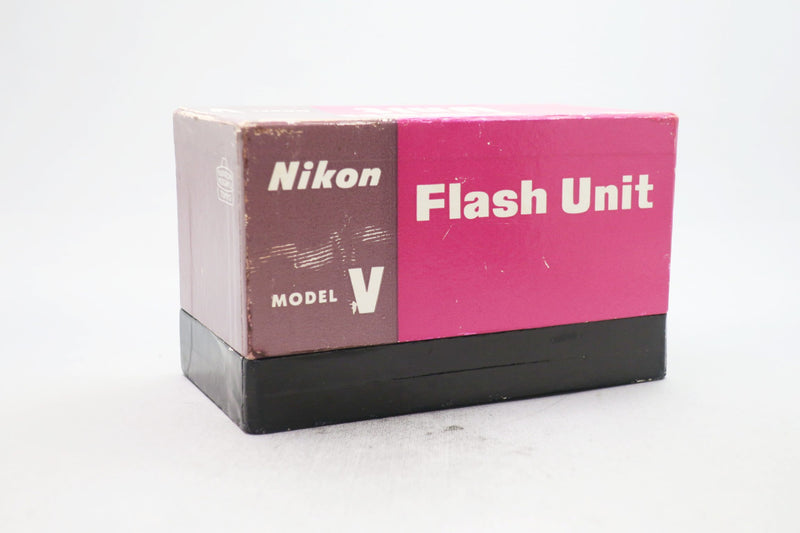 Nikon
MODEL V
Flash Unit